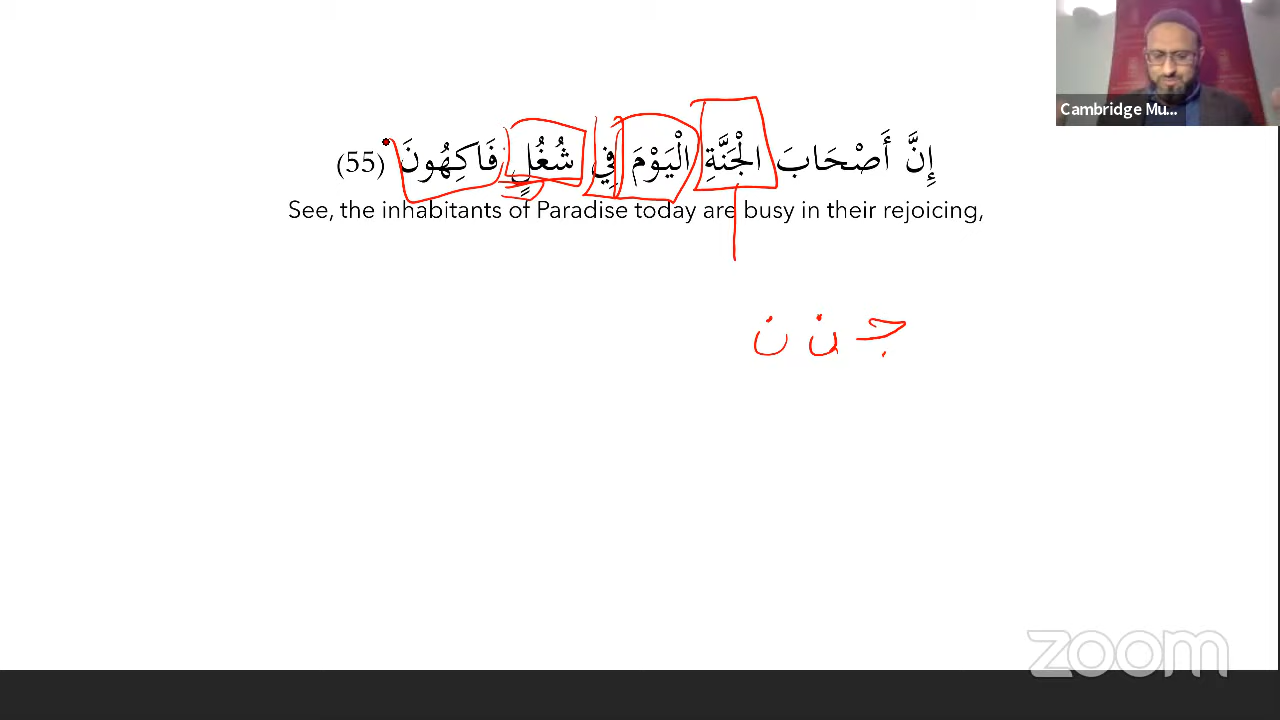 Cambridge Mu...
إِنَّ أَصْحَابَ الْجَنَّةِ الْيَوْمَ فِي شُغُلٍ فَاكِهُونَ (55)
See, the inhabitants of Paradise today are busy in their rejoicing,
جـ ن ن
zoom